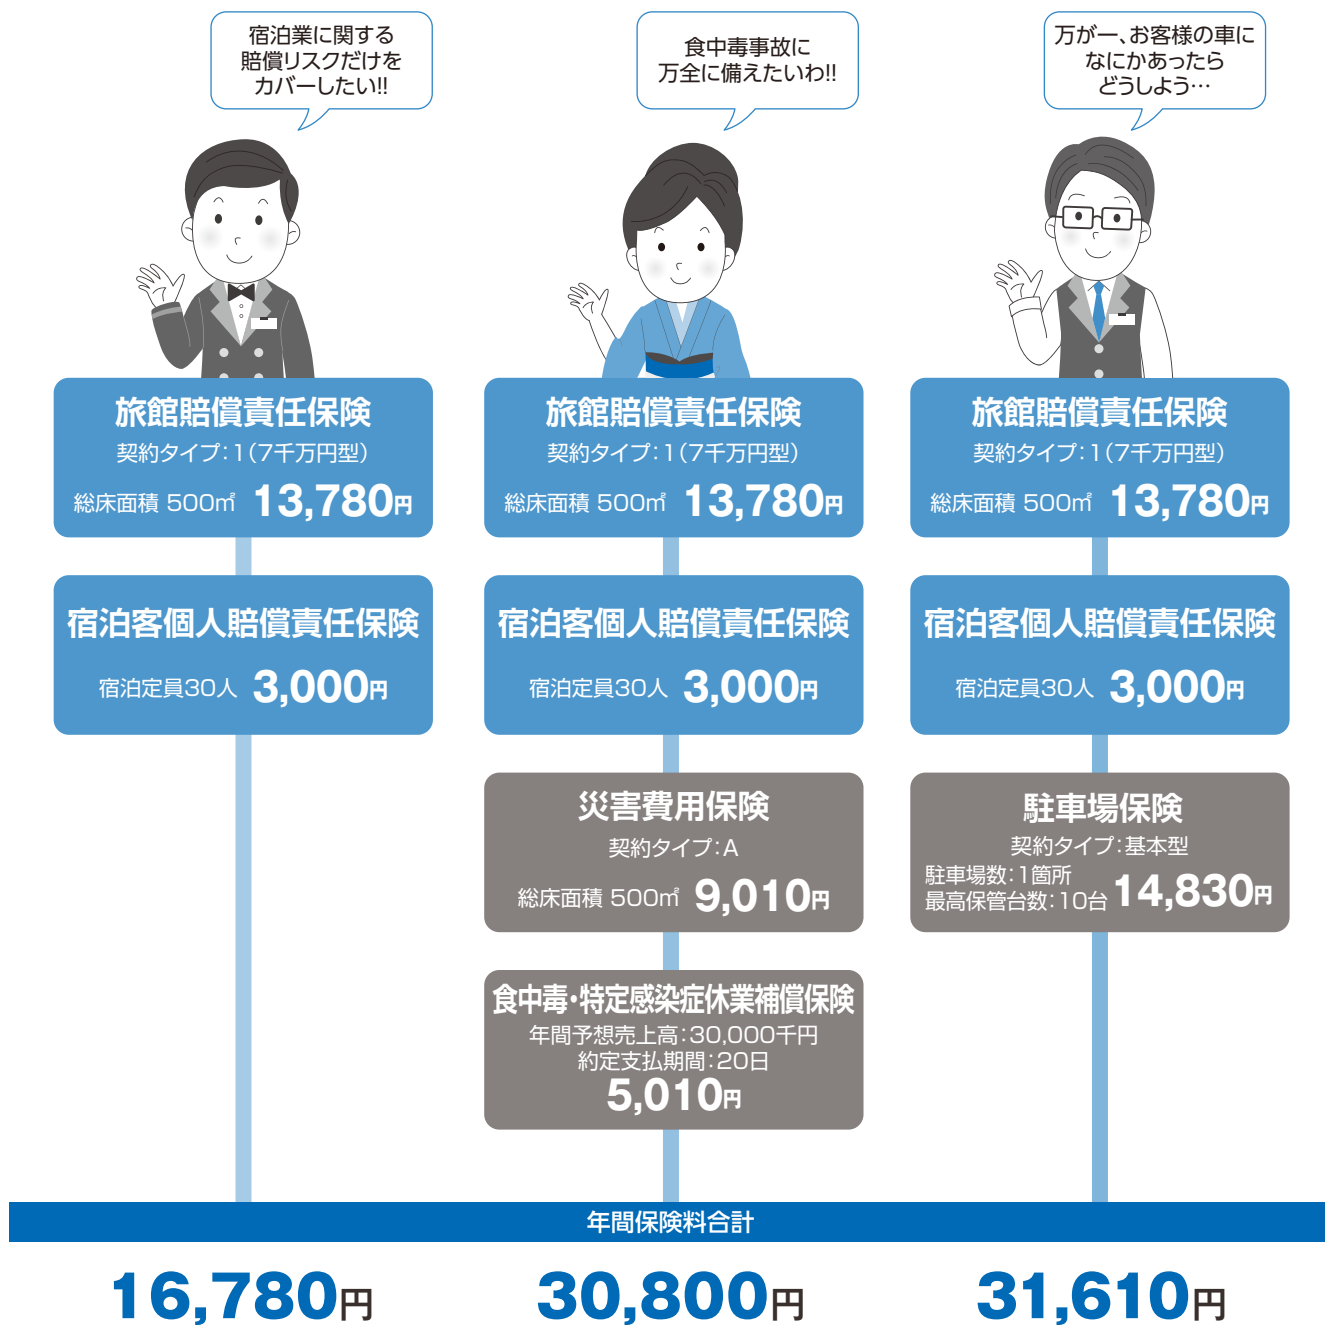 宿泊業に関する
賠償リスクだけを
カバーしたい!!
食中毒事故に
万全に備えたいわ!!
万が一、お客様の車に
なにかあったら
どうしよう…
旅館賠償責任保険
契約タイプ：1（7千万円型）
総床面積 500㎡ 13,780円
宿泊客個人賠償責任保険
宿泊定員30人 3,000円
旅館賠償責任保険
契約タイプ：1（7千万円型）
総床面積 500㎡ 13,780円
宿泊客個人賠償責任保険
宿泊定員30人 3,000円
災害費用保険
契約タイプ：A
総床面積 500㎡ 9,010円
食中毒・特定感染症休業補償保険
年間予想売上高：30,000千円
約定支払期間：20日
5,010円
旅館賠償責任保険
契約タイプ：1（7千万円型）
総床面積 500㎡ 13,780円
宿泊客個人賠償責任保険
宿泊定員30人 3,000円
駐車場保険
契約タイプ：基本型
駐車場数：1箇所
最高保管台数：10台 14,830円
年間保険料合計
16,780円 30,800円 31,610円